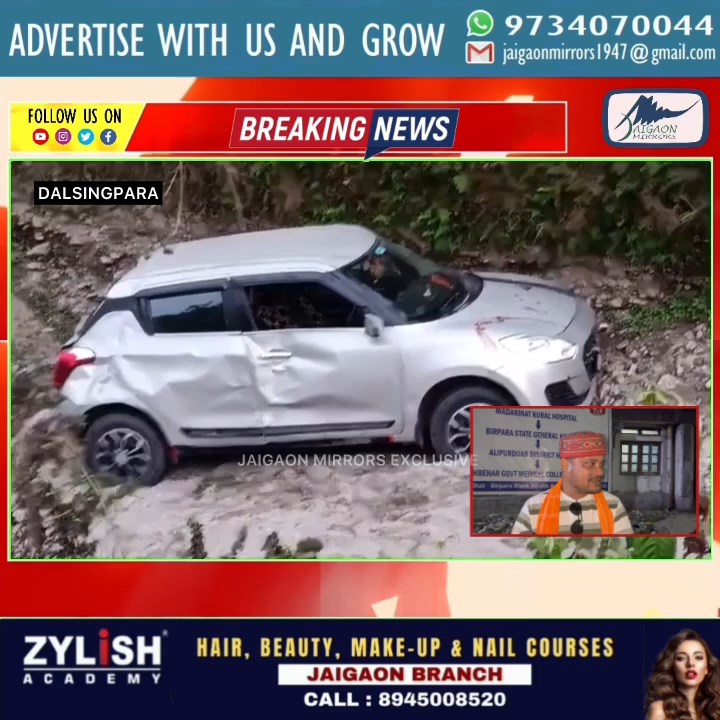 ADVERTISE WITH US AND GROW
9734070044
jaigaonmirrors1947@gmail.com
FOLLOW US ON
BREAKING NEWS
JAIGAON
MIRRORS
DALSINGPARA
JAIGAON MIRRORS EXCLUSIVE
MADARIHAT RURAL HOSPITAL
BIRPARA STATE GENERAL
ALIPURDUAR DISTRICT
GOVT MEDICAL
ZYLiSH
ACADEMY
HAIR, BEAUTY, MAKE-UP & NAIL COURSES
JAIGAON BRANCH
CALL : 8945008520